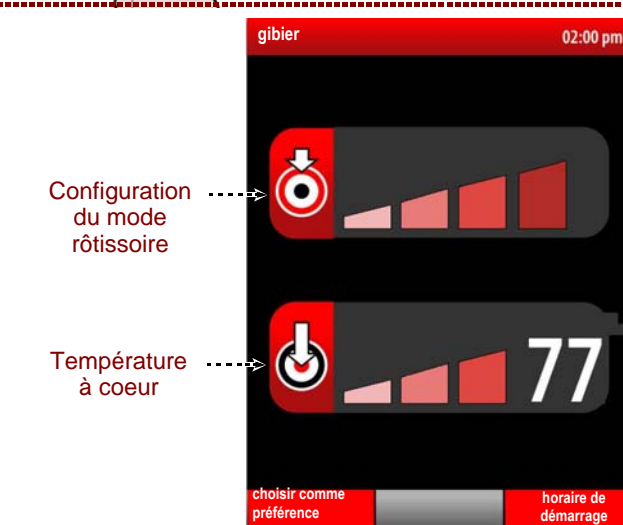 gibier
02:00 pm
Configuration
du mode
rôtissoire
Température
à coeur
77
choisir comme
préférence
horaire de
démarrage